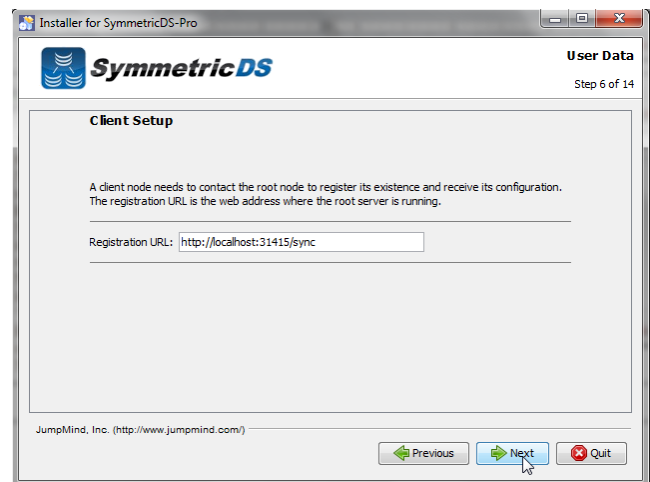 Installer for SymmetricDS-Pro
SymmetricDS
User Data
Step 6 of 14
Client Setup
A client node needs to contact the root node to register its existence and receive its configuration.
The registration URL is the web address where the root server is running.
Registration URL: http://localhost:31415/sync
JumpMind, Inc. (http://www.jumpmind.com/)
Previous Next Quit